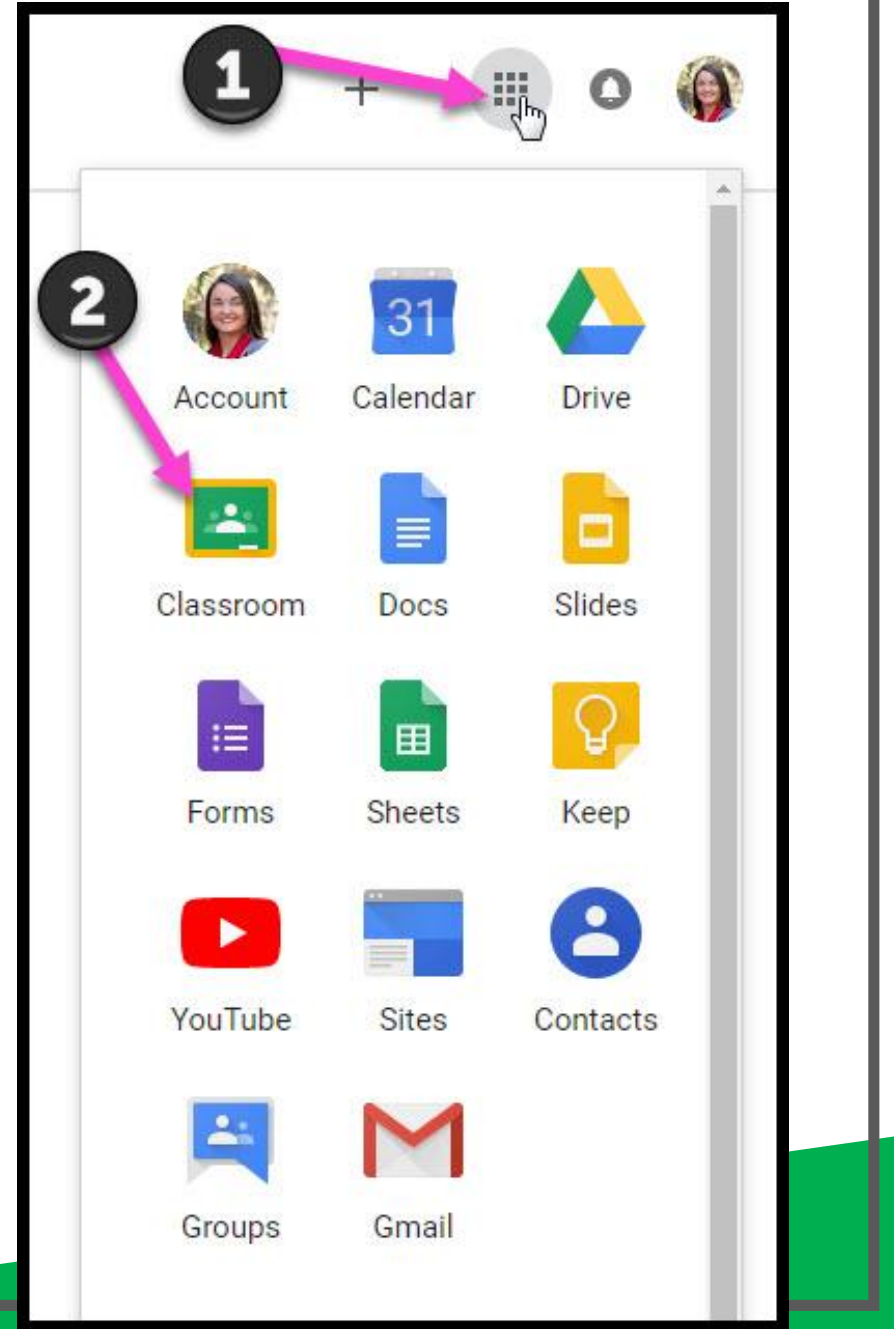 1
2
31
Account Calendar Drive
Classroom Docs Slides
Forms Sheets Keep
YouTube Sites Contacts
Groups Gmail